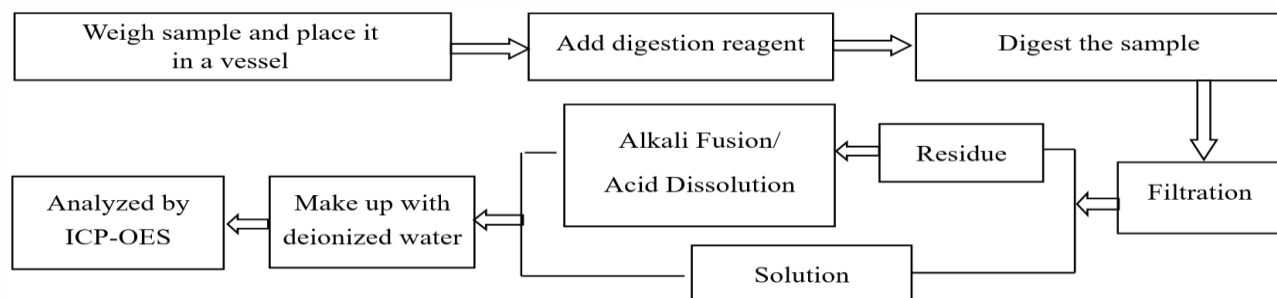 Weigh sample and place it
in a vessel
Add digestion reagent
Digest the sample
Filtration
Residue
Alkali Fusion/
Acid Dissolution
Solution
Make up with
deionized water
Analyzed by
ICP-OES